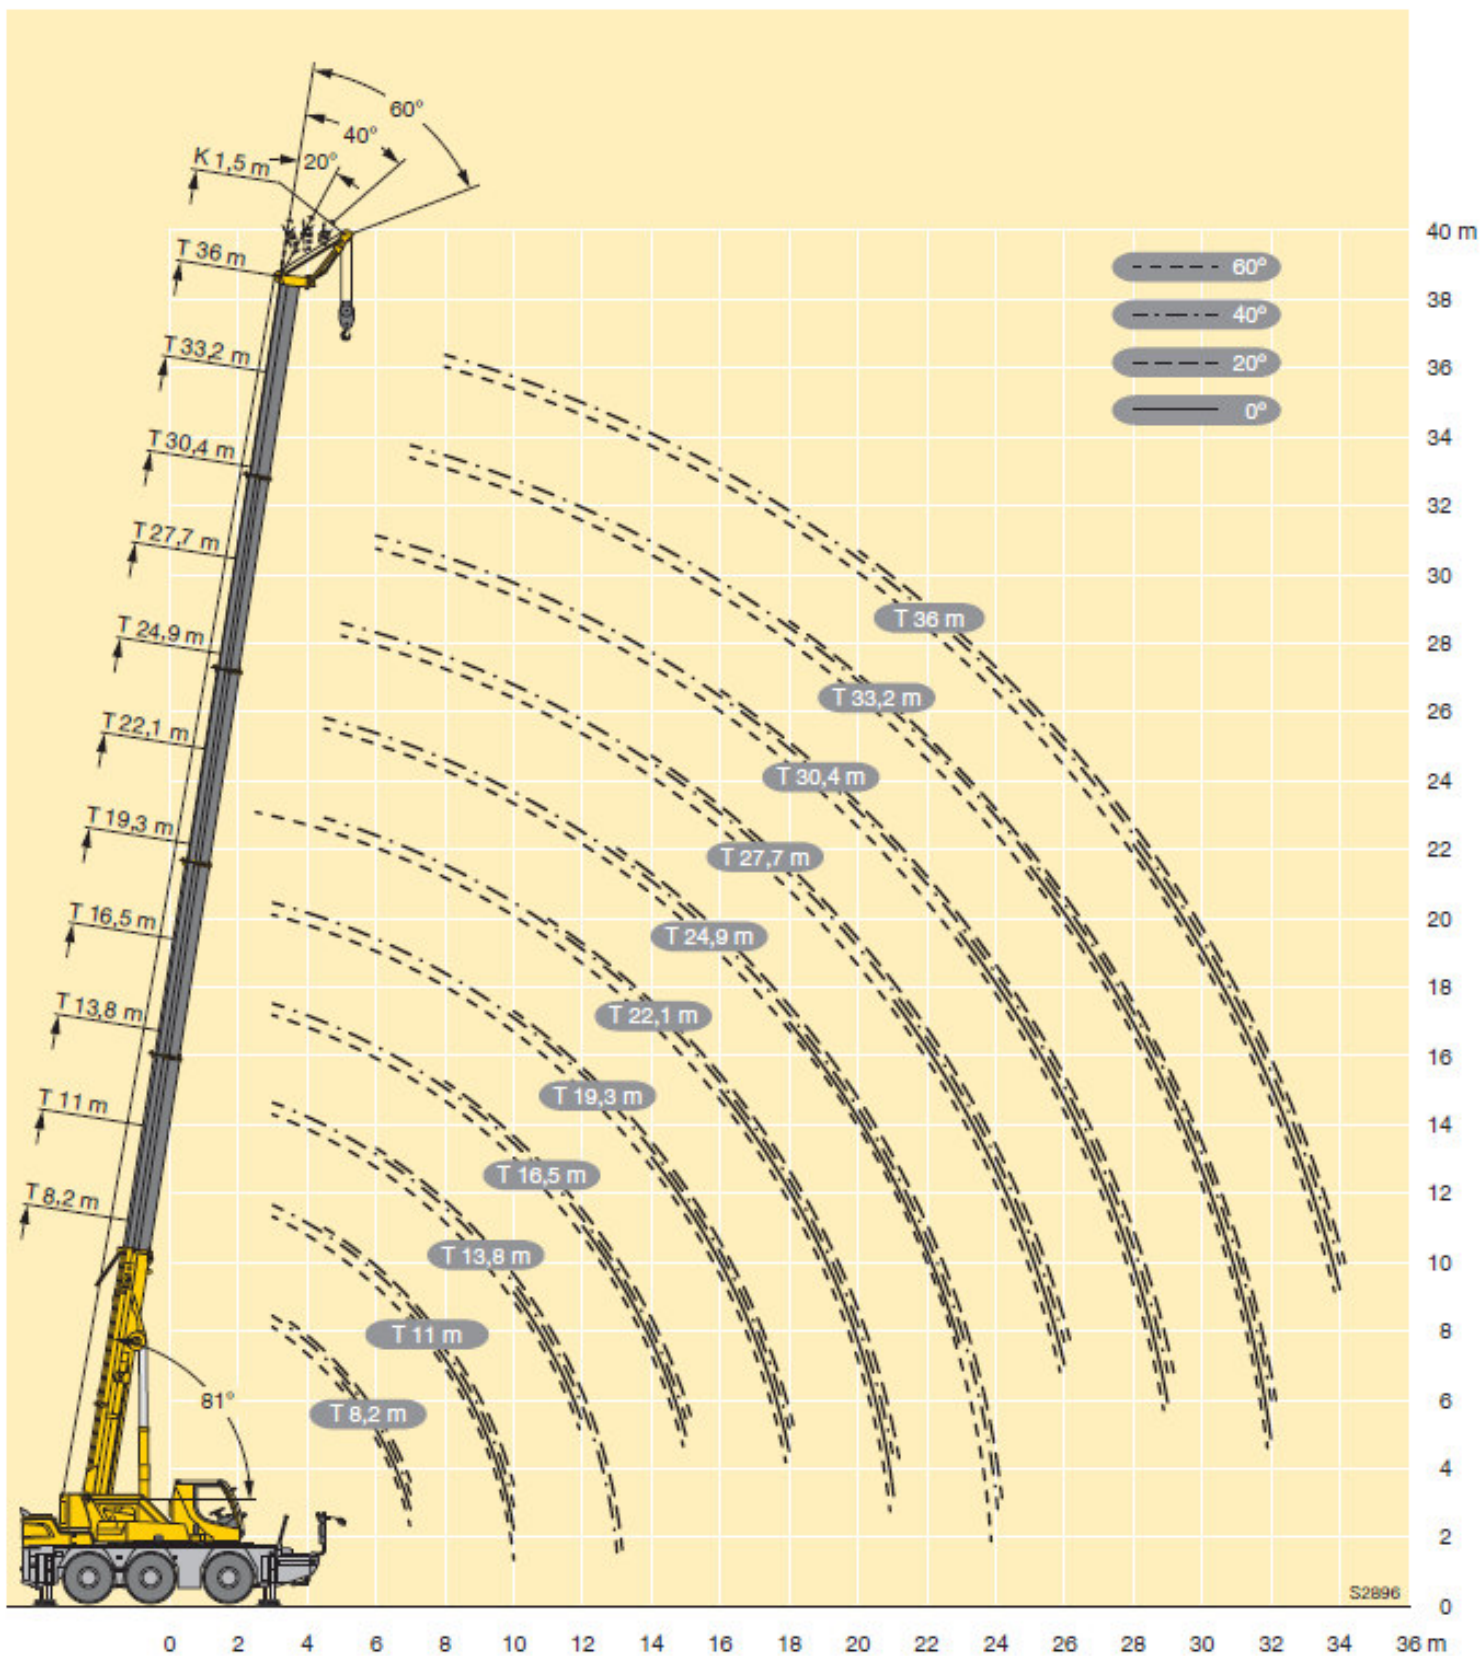 60°
40°
20°
K 1,5 m
T 36 m
T 33,2 m
T 30,4 m
T 27,7 m
T 24,9 m
T 22,1 m
T 19,3 m
T 16,5 m
T 13,8 m
T 11 m
T 8,2 m
81°
60°
40°
20°
0°
T 36 m
T 33,2 m
T 30,4 m
T 27,7 m
T 24,9 m
T 22,1 m
T 19,3 m
T 16,5 m
T 13,8 m
T 11 m
T 8,2 m
40 m
38
36
34
32
30
28
26
24
22
20
18
16
14
12
10
8
6
4
2
0
S2896
0 2 4 6 8 10 12 14 16 18 20 22 24 26 28 30 32 34 36 m